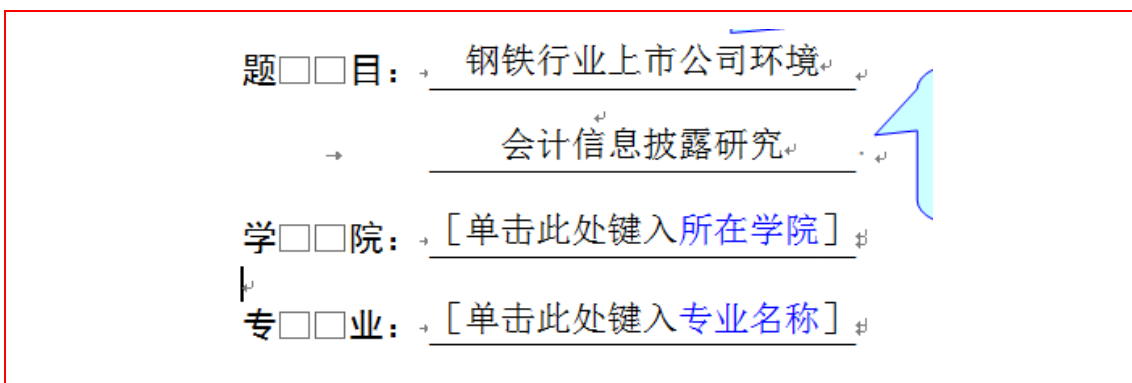 题□□目：钢铁行业上市公司环境
会计信息披露研究
学□□院：[单击此处键入所在学院]
专□□业：[单击此处键入专业名称]